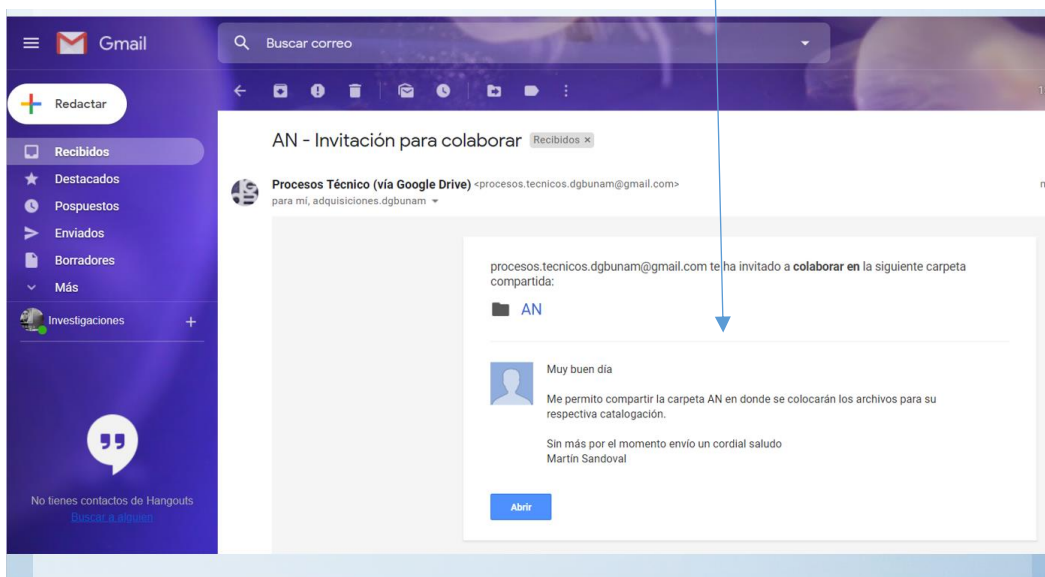 Gmail
Buscar correo
Redactar
AN - Invitación para colaborar Recibidos ×
Recibidos
Destacados
Pospuestos
Enviados
Borradores
Más
Investigaciones +
No tienes contactos de Hangouts
Buscar a alguien
Procesos Técnico (vía Google Drive) <procesos.tecnicos.dgbunam@gmail.com>
para mí, adquisiciones.dgbunam
procesos.tecnicos.dgbunam@gmail.com te ha invitado a colaborar en la siguiente carpeta
compartida:
AN
Muy buen día
Me permito compartir la carpeta AN en donde se colocarán los archivos para su
respectiva catalogación.
Sin más por el momento envío un cordial saludo
Martín Sandoval
Abrir